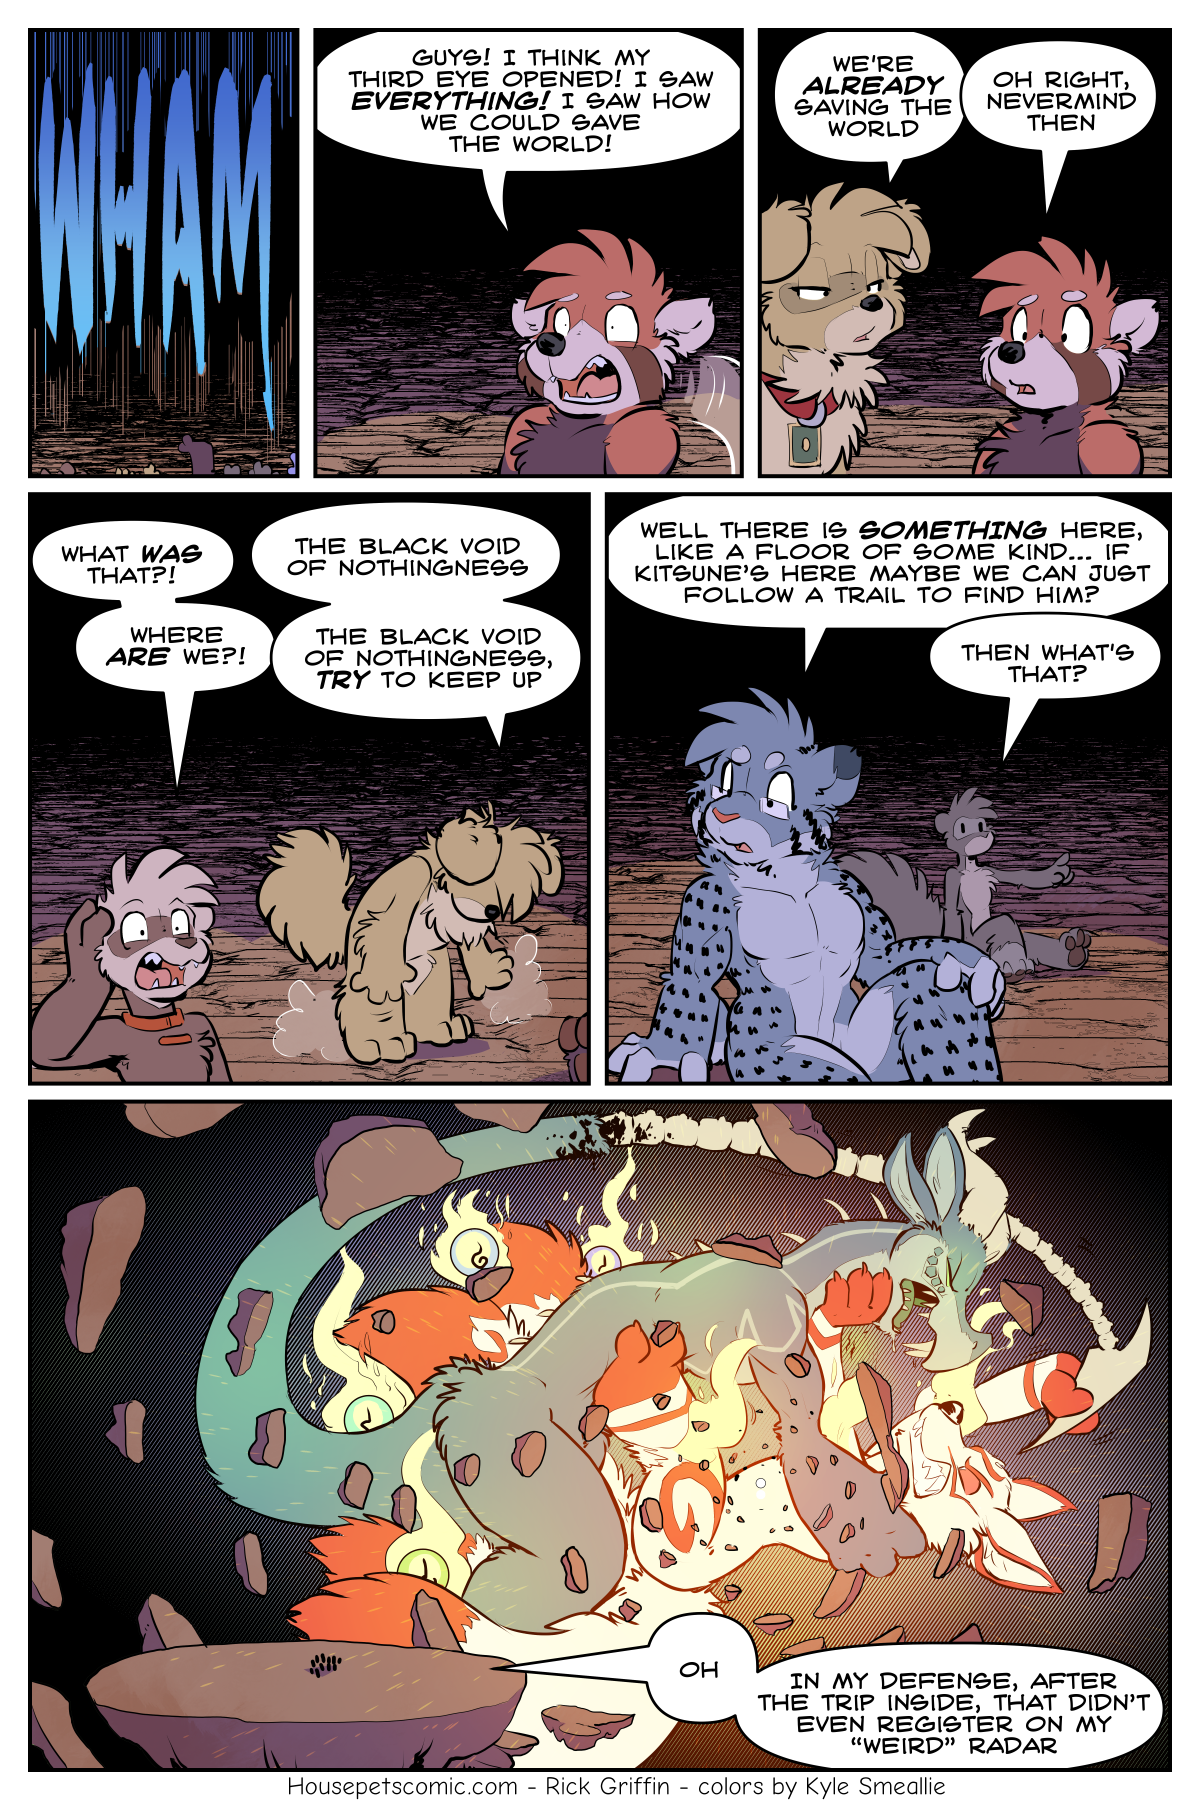 WHAM
GUYS! I THINK MY
THIRD EYE OPENED! I SAW
EVERYTHING! I SAW HOW
WE COULD SAVE
THE WORLD!
WE'RE
ALREADY
SAVING THE
WORLD
OH RIGHT,
NEVERMIND
THEN
WHAT WAS
THAT?!
WHERE
ARE WE?!
THE BLACK VOID
OF NOTHINGNESS
THE BLACK VOID
OF NOTHINGNESS,
TRY TO KEEP UP
WELL THERE IS SOMETHING HERE,
LIKE A FLOOR OF SOME KIND... IF
KITSUNE'S HERE MAYBE WE CAN JUST
FOLLOW A TRAIL TO FIND HIM?
THEN WHAT'S
THAT?
OH
IN MY DEFENSE, AFTER
THE TRIP INSIDE, THAT DIDN'T
EVEN REGISTER ON MY
"WEIRD" RADAR
Housepetscomic.com - Rick Griffin - colors by Kyle Smeallie